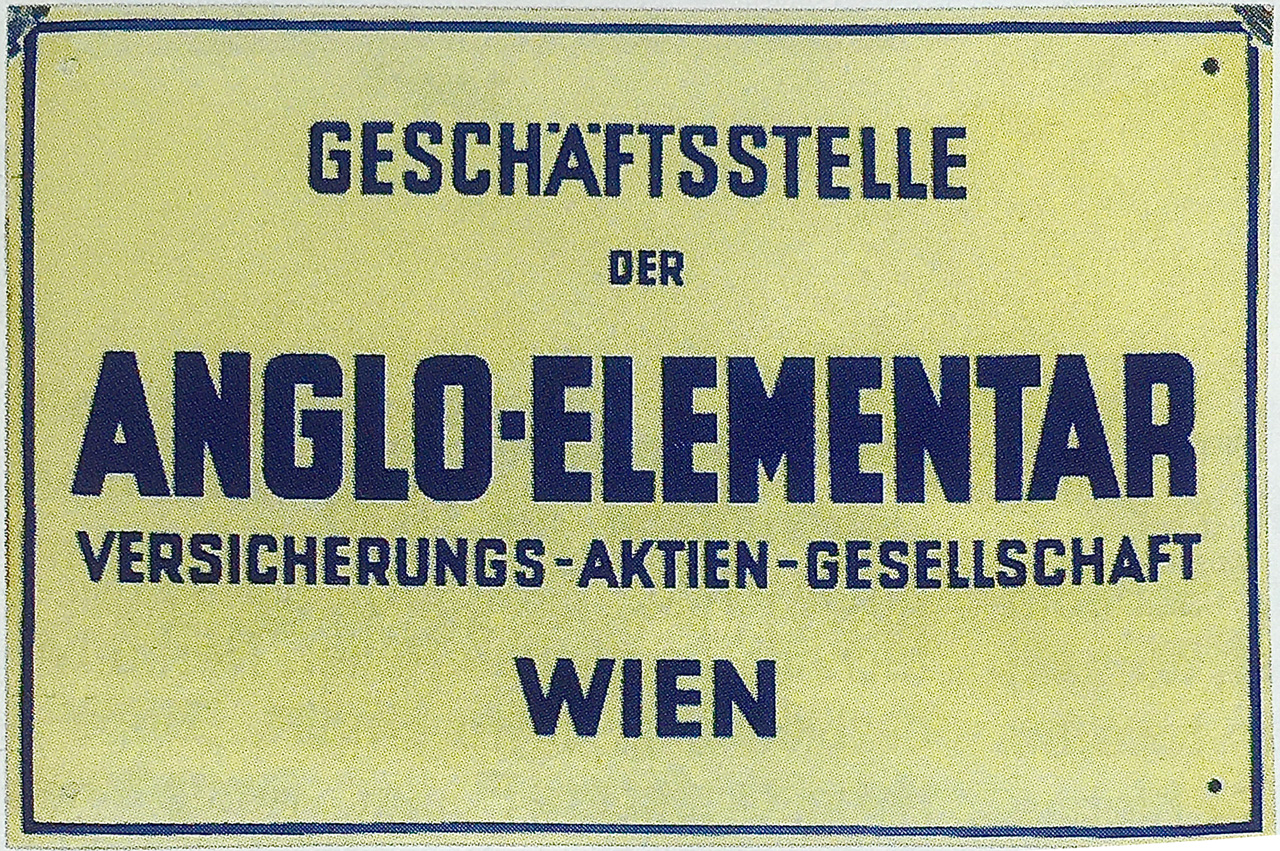 GESCHÄFTSSTELLE
DER
ANGLO-ELEMENTAR
VERSICHERUNGS-AKTIEN-GESELLSCHAFT
WIEN